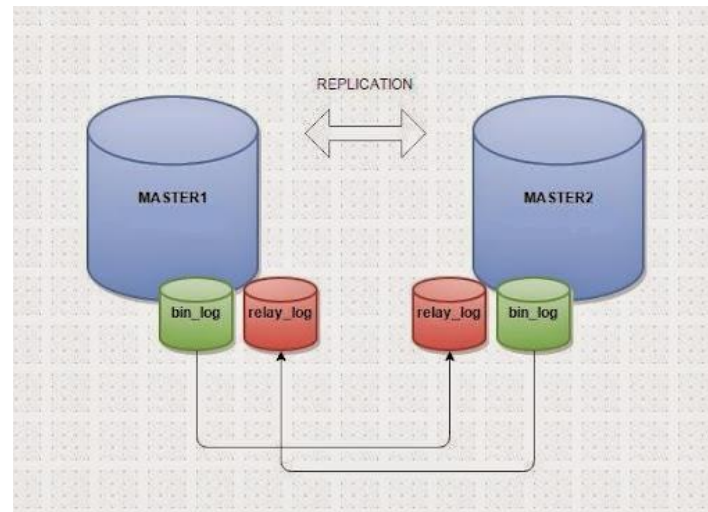 REPLICATION
MASTER1
MASTER2
bin_log
relay_log
relay_log
bin_log